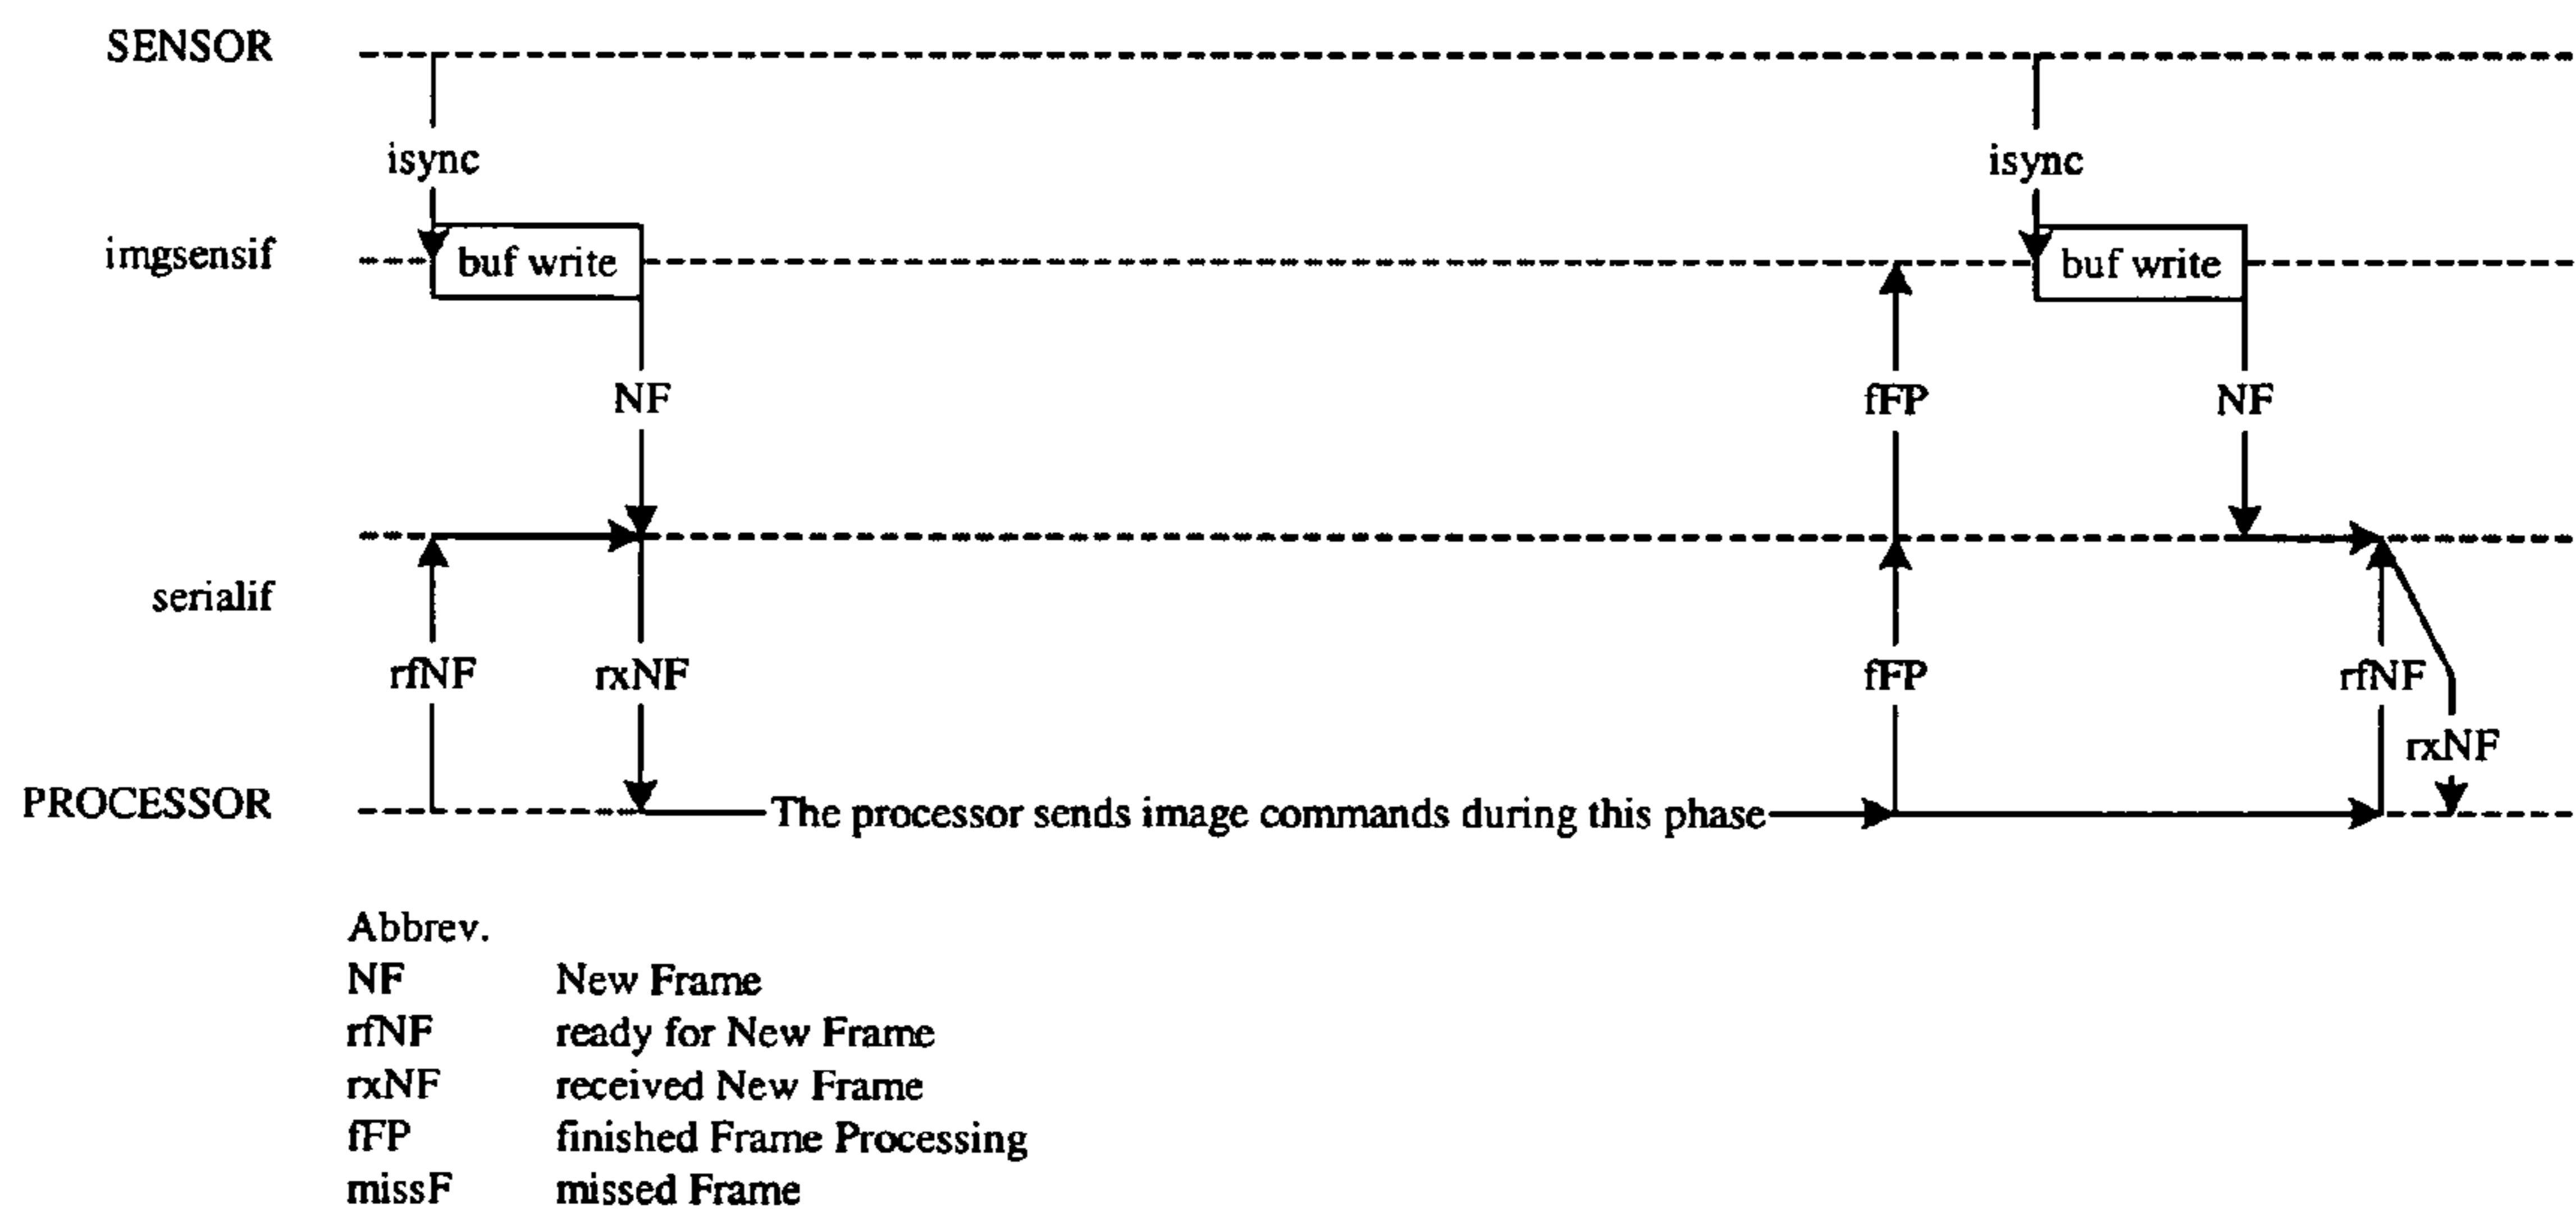 SENSOR
isync isync
imgsensif buf write buf write
NF fFP NF
serialif
rfNF rxNF fFP rfNF
rxNF
PROCESSOR The processor sends image commands during this phase
Abbrev.
NF New Frame
rfNF ready for New Frame
rxNF received New Frame
fFP finished Frame Processing
missF missed Frame